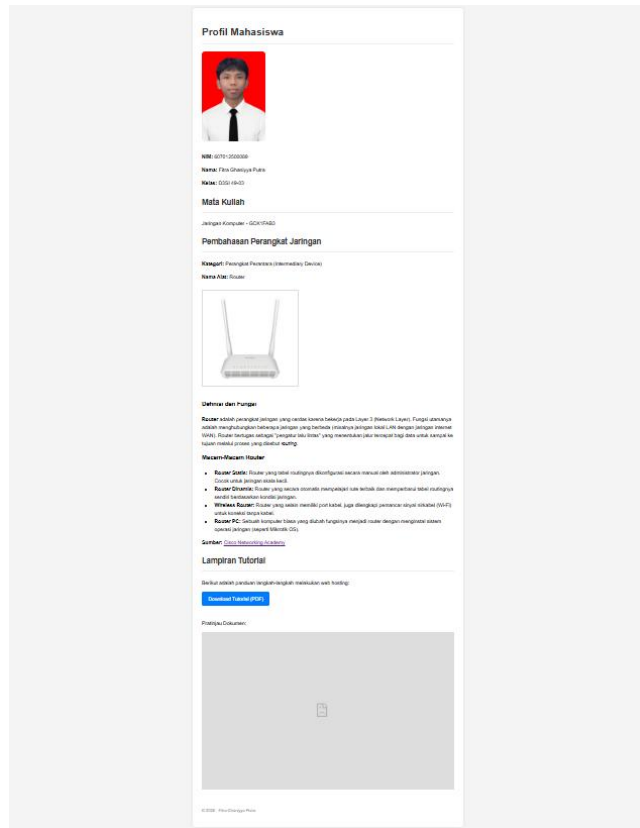 Profil Mahasiswa
NIM:
Nama: Fitra Ghasiyya Putra
Kelas:
Mata Kuliah
Jaringan Komputer -
Pembahasan Perangkat Jaringan
Kategori: Perangkat Perantara (Intermediary Device)
Nama Alat: Router
Definisi dan Fungsi
Router adalah perangkat jaringan yang cerdas karena bekerja pada Layer 3 (Network Layer). Fungsi utamanya
adalah menghubungkan beberapa jaringan yang berbeda (misalnya jaringan lokal LAN dengan jaringan internet
WAN). Router bertugas sebagai "pengatur lalu lintas" yang menentukan jalur tercepat bagi data untuk sampai ke
tujuan melalui proses yang disebut routing.
Macam-Macam Router
Router Statis: Router yang tabel routingnya dikonfigurasi secara manual oleh administrator jaringan.
Cocok untuk jaringan skala kecil.
Router Dinamis: Router yang secara otomatis mempelajari rute terbaik dan memperbarui tabel routingnya
sendiri berdasarkan kondisi jaringan.
Wireless Router: Router yang selain memiliki port kabel, juga dilengkapi pemancar sinyal nirkabel (Wi-Fi)
untuk koneksi tanpa kabel.
Router PC: Sebuah komputer biasa yang diubah fungsinya menjadi router dengan menginstal sistem
operasi jaringan (seperti Mikrotik OS).
Sumber: Cisco Networking Academy
Lampiran Tutorial
Berikut adalah panduan langkah-langkah melakukan web hosting:
Download Tutorial (PDF)
Pratinjau Dokumen: